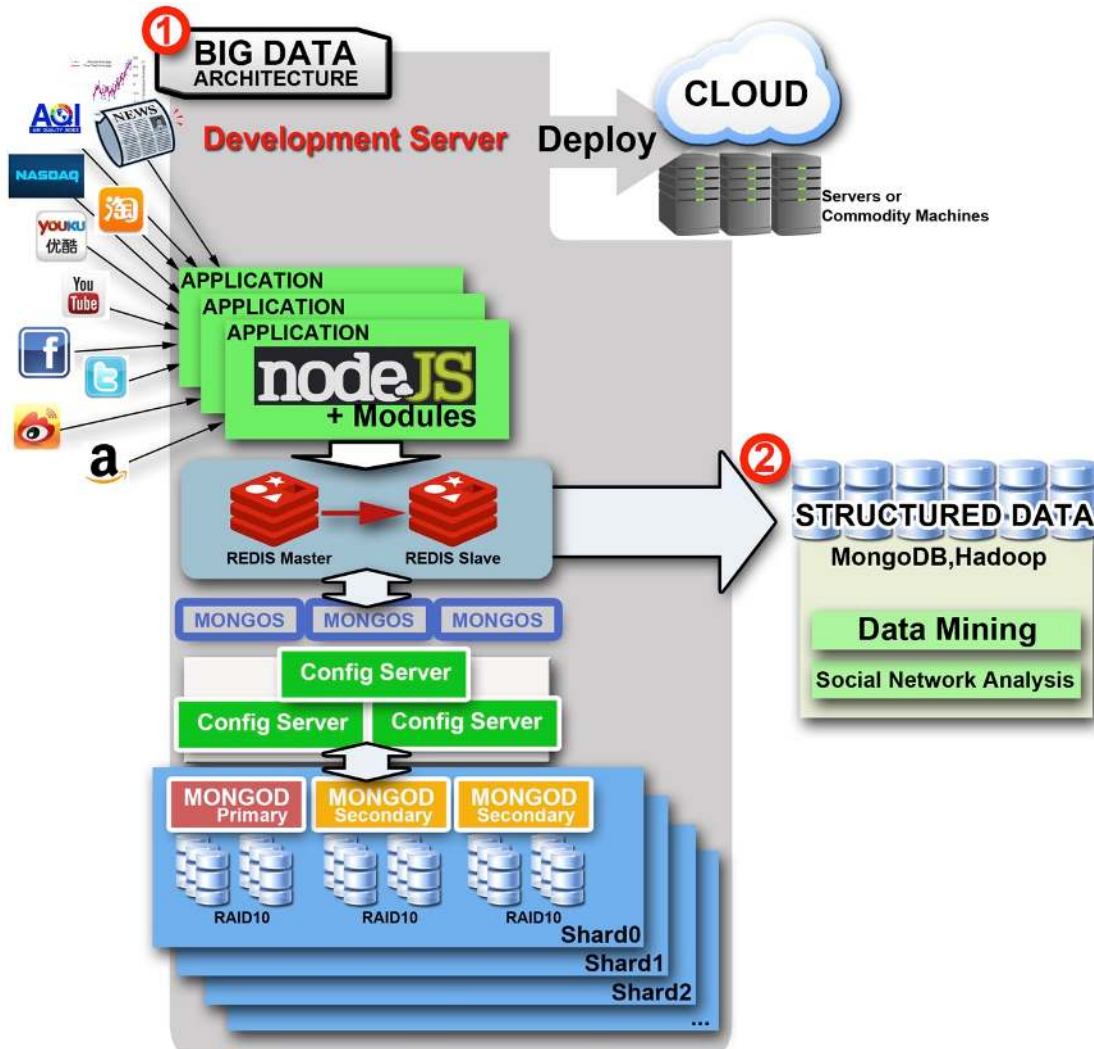 1
BIG DATA
ARCHITECTURE
Development Server
Deploy
CLOUD
Servers or
Commodity Machines
NEWS
AQI
AIR QUALITY INDEX
NASDAQ
淘
YOUKU
优酷
You
Tube
f
t
a
APPLICATION
APPLICATION
APPLICATION
nodeJS
+ Modules
REDIS Master
REDIS Slave
2
STRUCTURED DATA
MongoDB,Hadoop
Data Mining
Social Network Analysis
MONGOS
MONGOS
MONGOS
Config Server
Config Server
Config Server
MONGOD
Primary
MONGOD
Secondary
MONGOD
Secondary
RAID10
RAID10
RAID10
Shard0
Shard1
Shard2
...